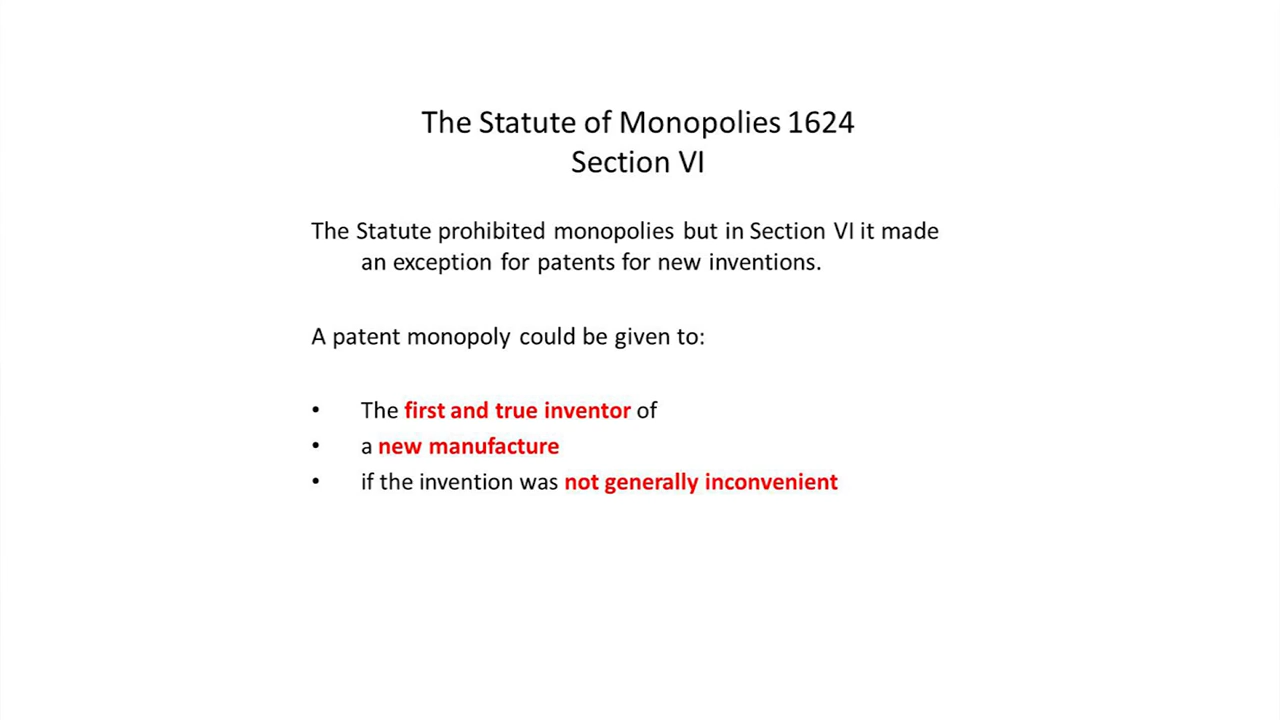 The Statute of Monopolies 1624
Section VI
The Statute prohibited monopolies but in Section VI it made
an exception for patents for new inventions.
A patent monopoly could be given to:
• The first and true inventor of
• a new manufacture
• if the invention was not generally inconvenient